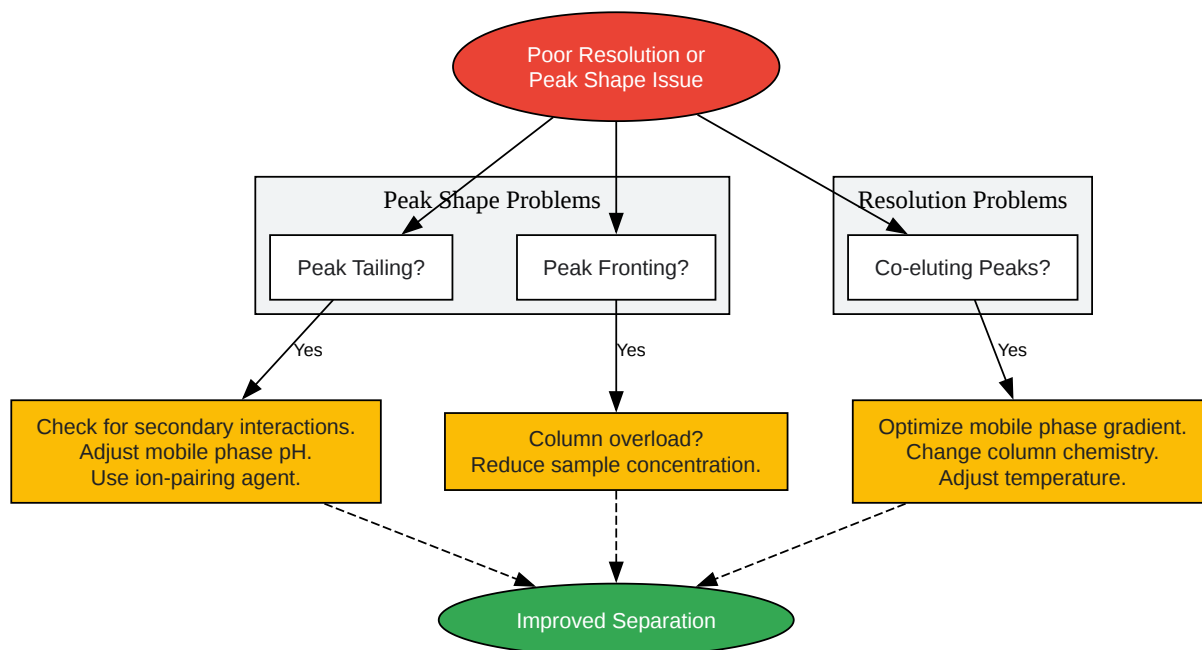 Poor Resolution or
Peak Shape Issue
Peak Shape Problems
Resolution Problems
Peak Tailing?
Peak Fronting?
Co-eluting Peaks?
Yes
Yes
Yes
Check for secondary interactions.
Adjust mobile phase pH.
Use ion-pairing agent.
Column overload?
Reduce sample concentration.
Optimize mobile phase gradient.
Change column chemistry.
Adjust temperature.
Improved Separation